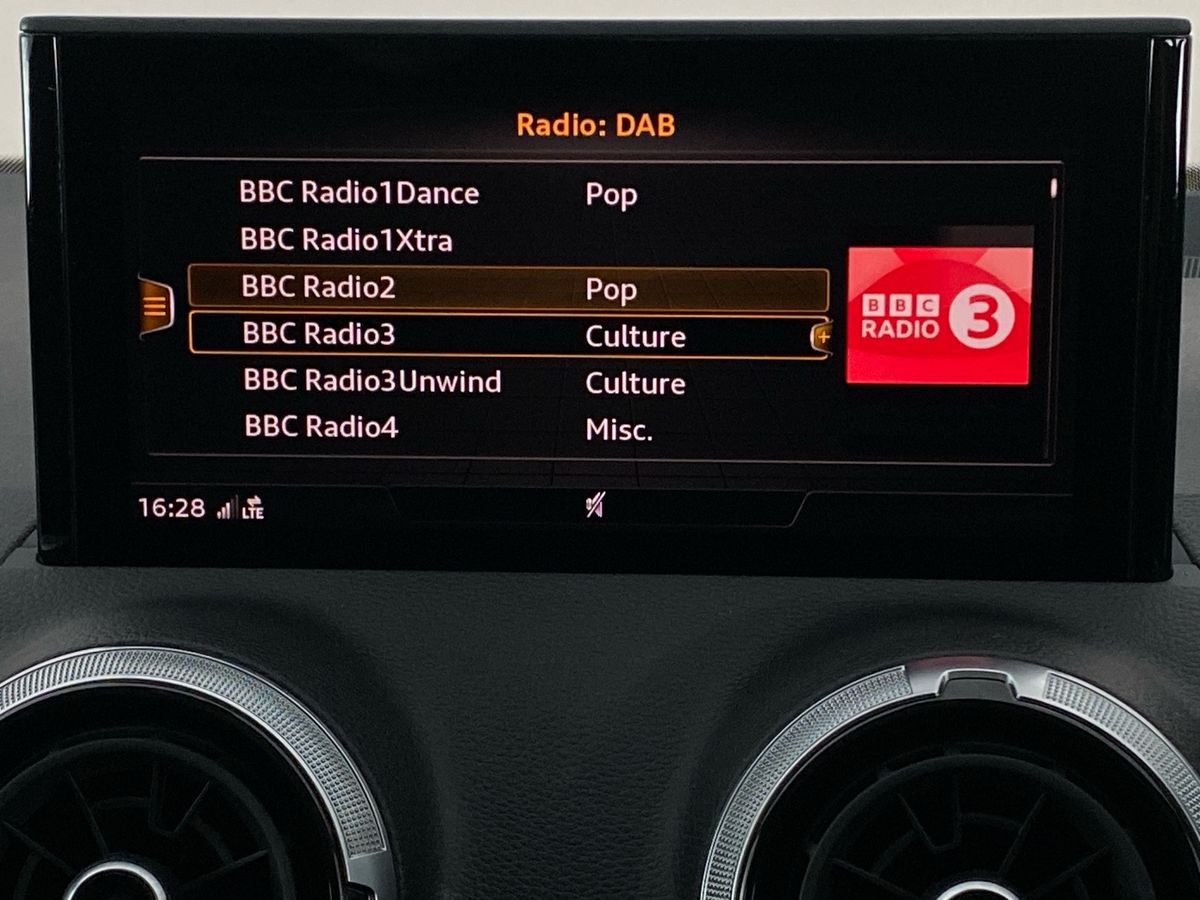 Radio: DAB
BBC Radio1Dance Pop
BBC Radio1Xtra
BBC Radio2 Pop
BBC Radio3 Culture
BBC Radio3Unwind Culture
BBC Radio4 Misc.
BBC
RADIO 3
16:28 LTE